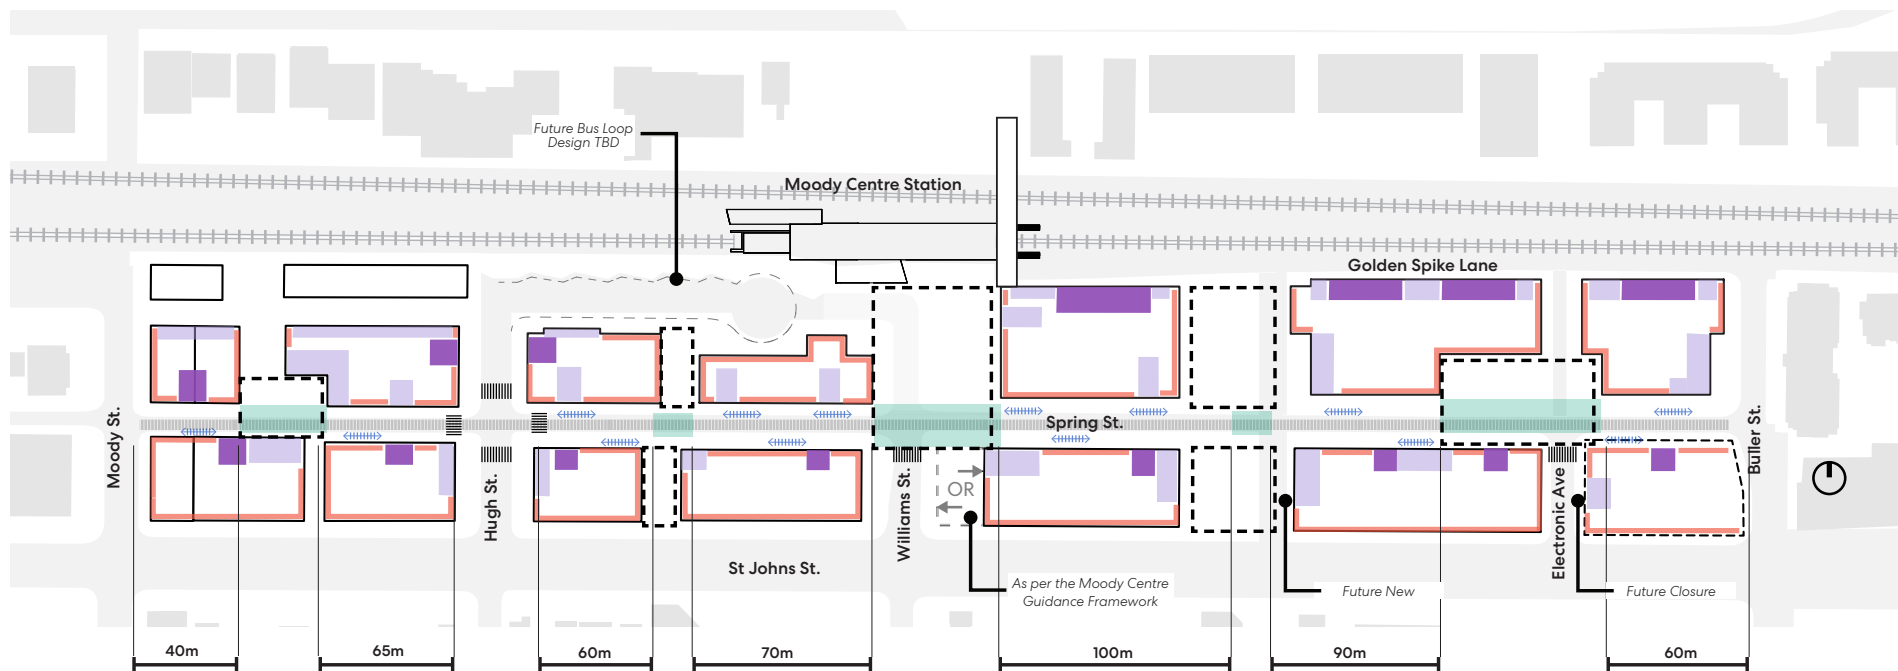 Future Bus Loop
Design TBD
Moody Centre Station
Golden Spike Lane
Moody St.
Hugh St.
Spring St.
Williams St.
OR
Electronic Ave
Buller St.
St Johns St.
As per the Moody Centre
Guidance Framework
Future New
Future Closure
40m
65m
60m
70m
100m
90m
60m